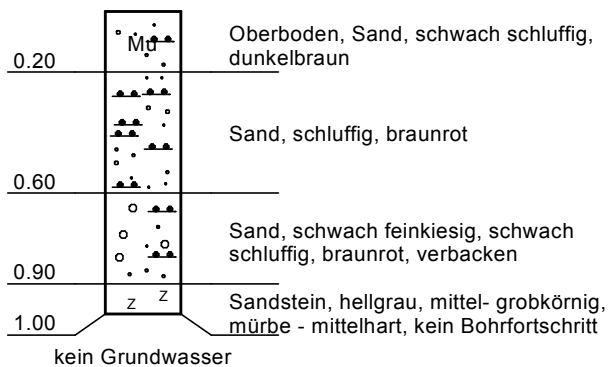 Mu
Oberboden, Sand, schwach schluffig,
dunkelbraun
0.20
Sand, schluffig, braunrot
0.60
Sand, schwach feinkiesig, schwach
schluffig, braunrot, verbacken
0.90
z z
Sandstein, hellgrau, mittel- grobkörnig,
mürbe - mittelhart, kein Bohrfortschritt
1.00
kein Grundwasser